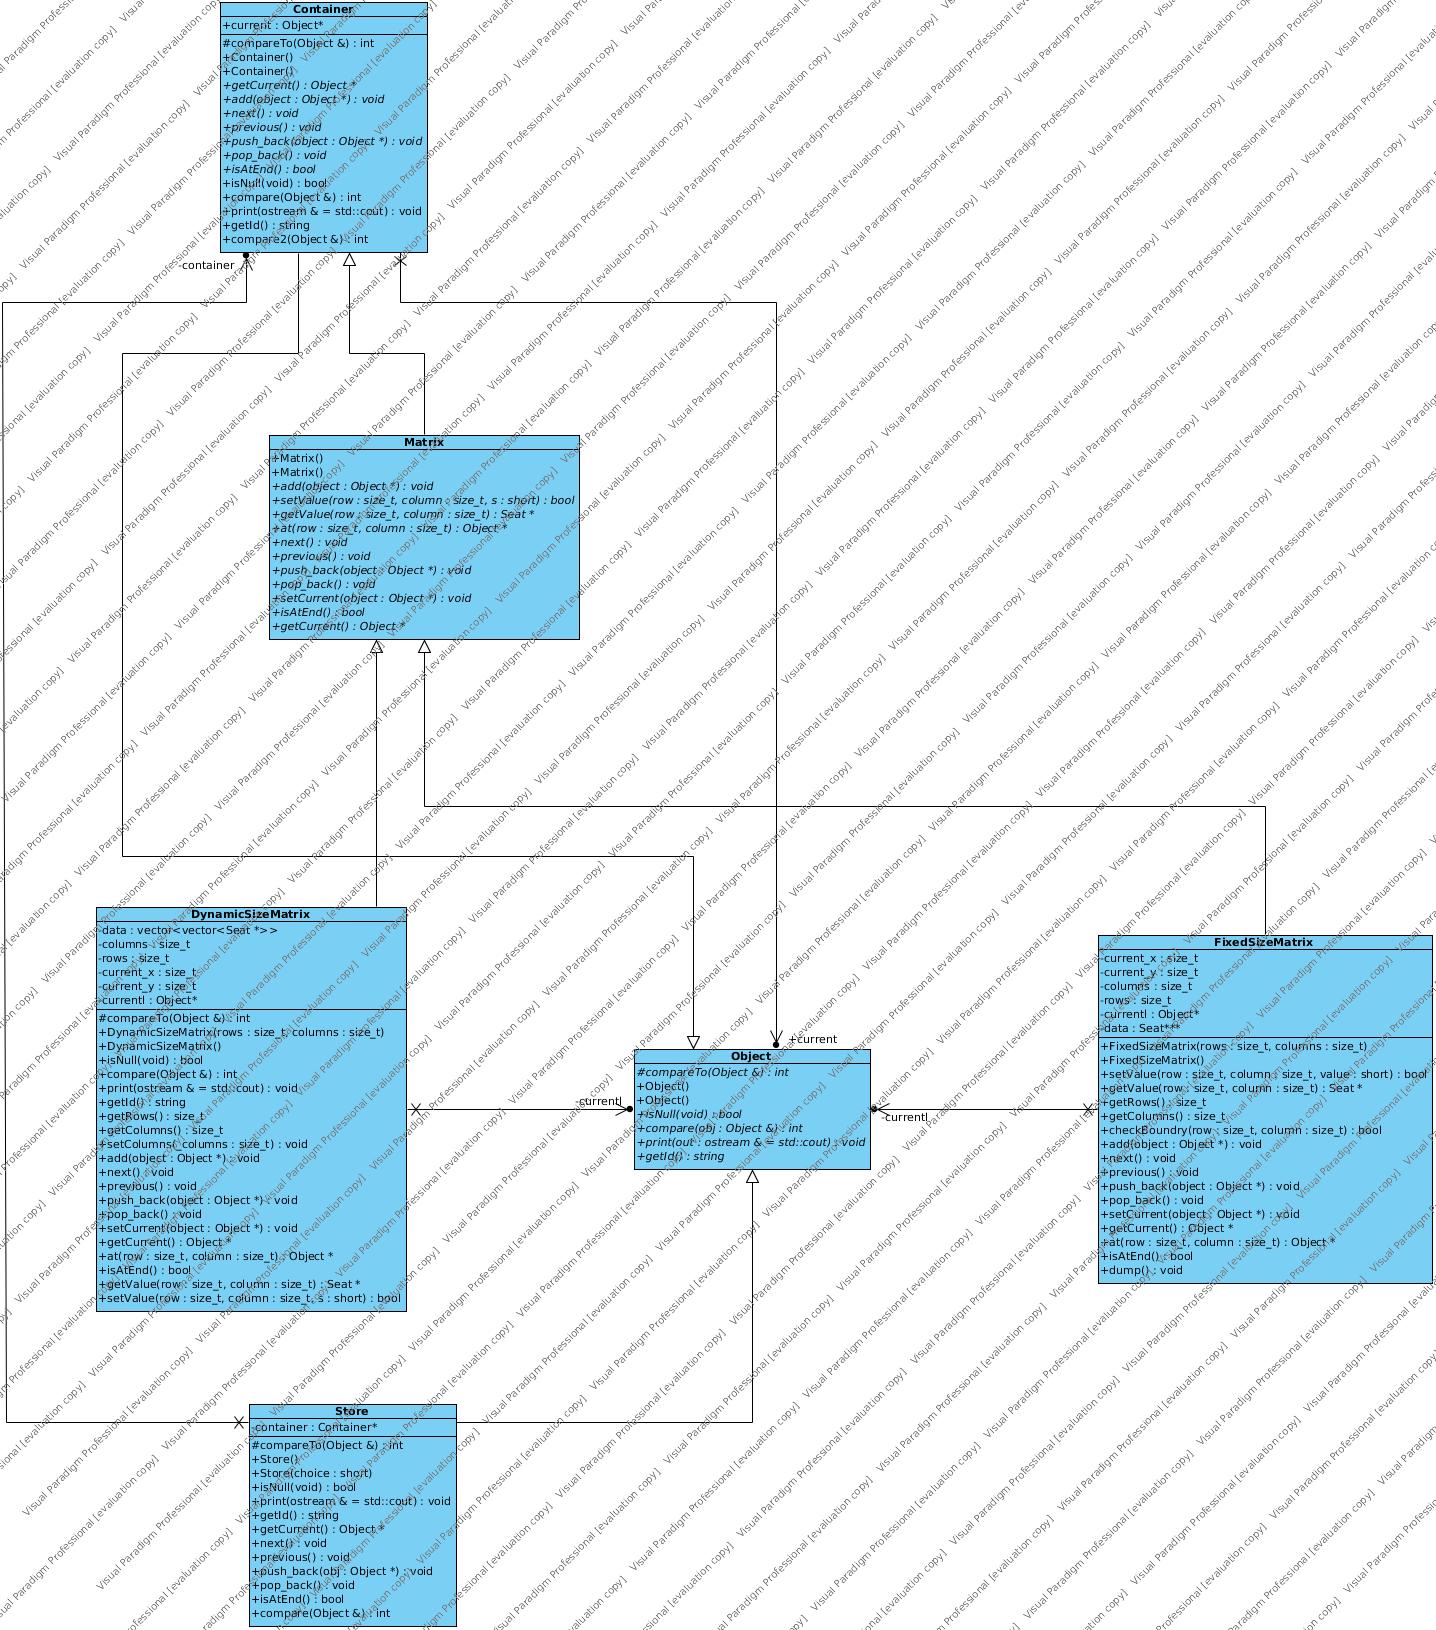 Container
+current : Object*
#compareTo(Object &) : int
+Container()
+Container()
+getCurrent() : Object *
+add(object : Object *) : void
+next() : void
+previous() : void
+push_back(object : Object *) : void
+pop_back() : void
+isAtEnd() : bool
+isNull(void) : bool
+compare(Object &) : int
+print(ostream & = std::cout) : void
+getId() : string
+compare2(Object &) : int
-container
Matrix
+Matrix()
+Matrix()
+add(object : Object *) : void
+setValue(row : size_t, column : size_t, s : short) : bool
+getValue(row : size_t, column : size_t) : Seat *
+at(row : size_t, column : size_t) : Object *
+next() : void
+previous() : void
+push_back(object : Object *) : void
+pop_back() : void
+setCurrent(object : Object *) : void
+isAtEnd() : bool
+getCurrent() : Object *
DynamicSizeMatrix
-data : vector<vector<Seat *>>
-columns : size_t
-rows : size_t
-current_x : size_t
-current_y : size_t
-currentl : Object*
#compareTo(Object &) : int
+DynamicSizeMatrix(rows : size_t, columns : size_t)
+DynamicSizeMatrix()
+isNull(void) : bool
+compare(Object &) : int
+print(ostream & = std::cout) : void
+getId() : string
+getRows() : size_t
+getColumns() : size_t
+setColumns(_columns : size_t) : void
+add(object : Object *) : void
+next() : void
+previous() : void
+push_back(object : Object *) : void
+pop_back() : void
+setCurrent(object : Object *) : void
+getCurrent() : Object *
+at(row : size_t, column : size_t) : Object *
+isAtEnd() : bool
+getValue(row : size_t, column : size_t) : Seat *
+setValue(row : size_t, column : size_t, s : short) : bool
-currentl
+current
Object
#compareTo(Object &) : int
+Object()
+Object()
+isNull(void) : bool
+compare(obj : Object &) : int
+print(out : ostream & = std::cout) : void
+getId() : string
-currentl
FixedSizeMatrix
-current_x : size_t
-current_y : size_t
-columns : size_t
-rows : size_t
-currentl : Object*
-data : Seat***
+FixedSizeMatrix(rows : size_t, columns : size_t)
+FixedSizeMatrix()
+setValue(row : size_t, column : size_t, value : short) : bool
+getValue(row : size_t, column : size_t) : Seat *
+getRows() : size_t
+getColumns() : size_t
+checkBoundry(row : size_t, column : size_t) : bool
+add(object : Object *) : void
+next() : void
+previous() : void
+push_back(object : Object *) : void
+pop_back() : void
+setCurrent(object : Object *) : void
+getCurrent() : Object *
+at(row : size_t, column : size_t) : Object *
+isAtEnd() : bool
+dump() : void
Store
-container : Container*
#compareTo(Object &) : int
+Store()
+Store(choice : short)
+isNull(void) : bool
+print(ostream & = std::cout) : void
+getId() : string
+getCurrent() : Object *
+next() : void
+previous() : void
+push_back(obj : Object *) : void
+pop_back() : void
+isAtEnd() : bool
+compare(Object &) : int
Visual Paradigm Professional [evaluation copy]